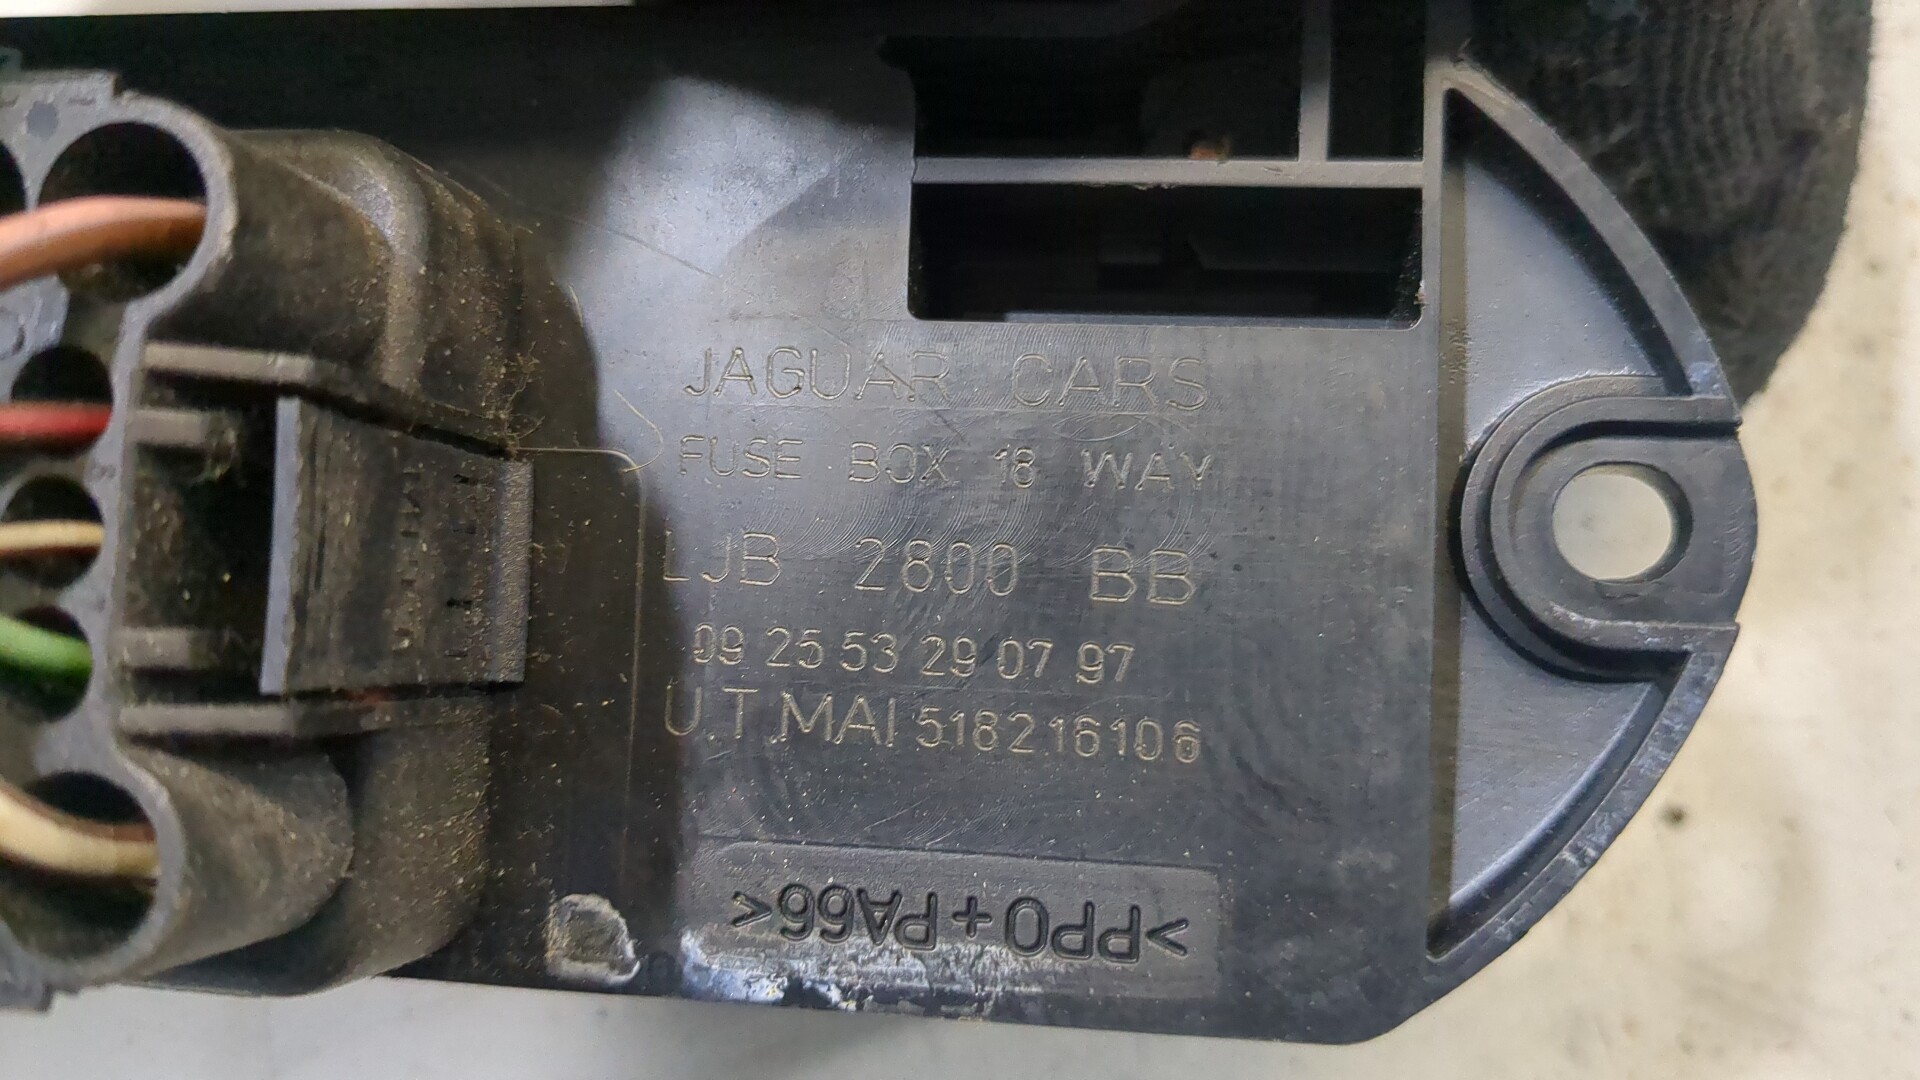 JAGUAR CARS
FUSE BOX 18 WAY
LJB 2800 BB
09 25 53 29 07 97
U.T.MAI 518216106
>PPO+PA66<